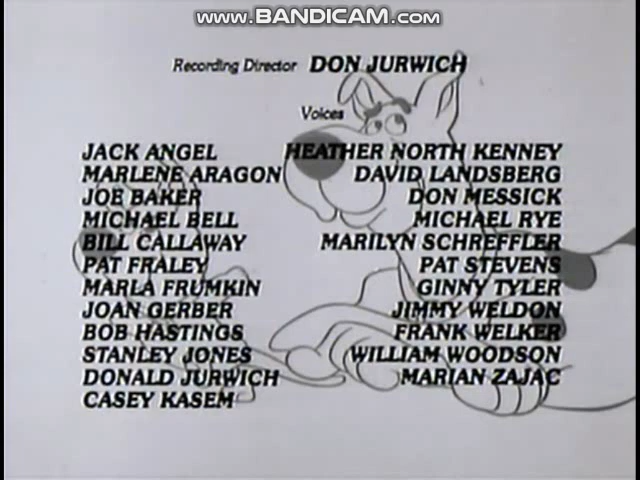 www.BANDICAM.com
Recording Director DON JURWICH
Voices
JACK ANGEL HEATHER NORTH KENNEY
MARLENE ARAGON DAVID LANDSBERG
JOE BAKER DON MESSICK
MICHAEL BELL MICHAEL RYE
BILL CALLAWAY MARILYN SCHREFFLER
PAT FRALEY PAT STEVENS
MARLA FRUMKIN GINNY TYLER
JOAN GERBER JIMMY WELDON
BOB HASTINGS FRANK WELKER
STANLEY JONES WILLIAM WOODSON
DONALD JURWICH MARIAN ZAJAC
CASEY KASEM